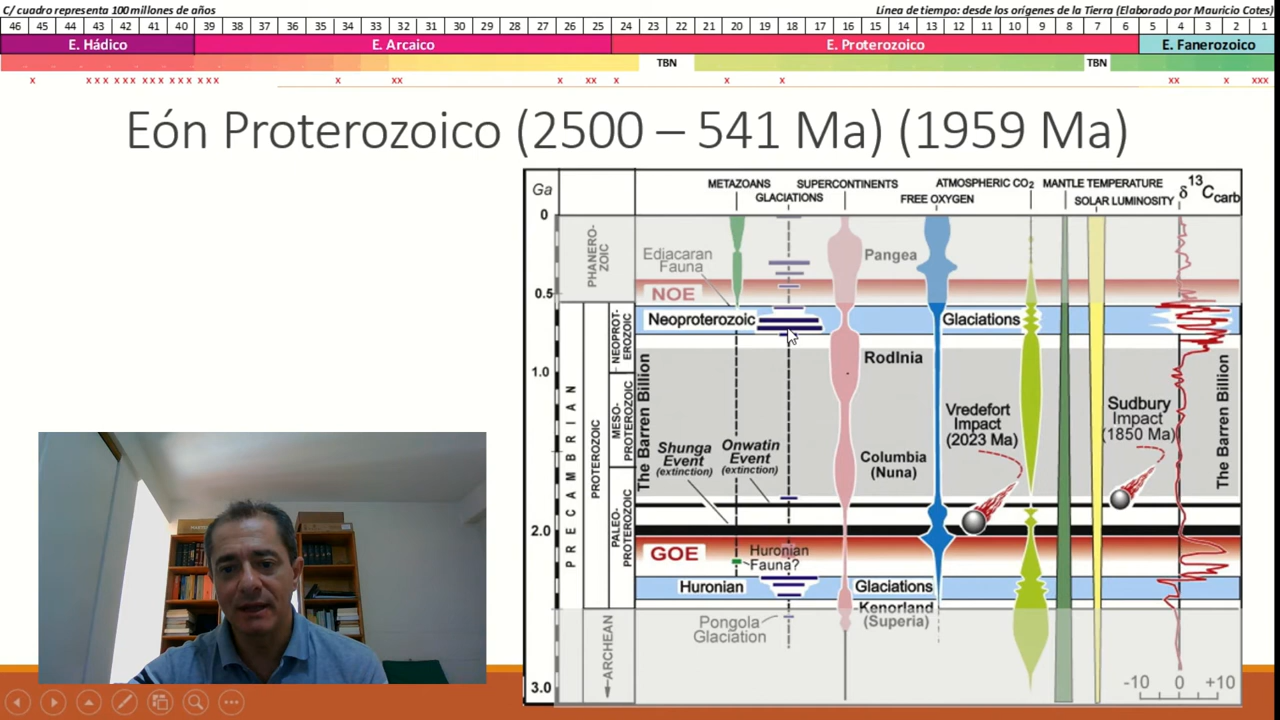 C/ cuadro representa 100 millones de años
Línea de tiempo: desde los orígenes de la Tierra (Elaborado por Mauricio Cotes)
46 45 44 43 42 41 40 39 38 37 36 35 34 33 32 31 30 29 28 27 26 25 24 23 22 21 20 19 18 17 16 15 14 13 12 11 10 9 8 7 6 5 4 3 2 1
E. Hádico E. Arcaico E. Proterozoico E. Fanerozoico
TBN TBN
x x x x x x x x x x x x x x x x x x x x x x x x x x x x x x
Eón Proterozoico (2500 – 541 Ma) (1959 Ma)
Ga
METAZOANS SUPERCONTINENTS ATMOSPHERIC CO2 MANTLE TEMPERATURE
GLACIATIONS FREE OXYGEN SOLAR LUMINOSITY
δ13Ccarb
0
PHANERO-
ZOIC
Ediacaran
Fauna
Pangea
0.5
NOE
Neoproterozoic Glaciations
NEOPROT-
EROZOIC
RodInia
1.0
PRECAMBRIAN
PROTEROZOIC
MESO-
PROTEROZOIC
The Barren Billion
The Barren Billion
Vredefort
Impact
(2023 Ma)
Sudbury
Impact
(1850 Ma)
Shunga
Event
(extinction)
Onwatin
Event
(extinction)
Columbia
(Nuna)
PALEO-
PROTEROZOIC
2.0
GOE
Huronian
Fauna?
Huronian Glaciations
Kenorland
(Superia)
Pongola
Glaciation
ARCHEAN
3.0
-10 0 +10